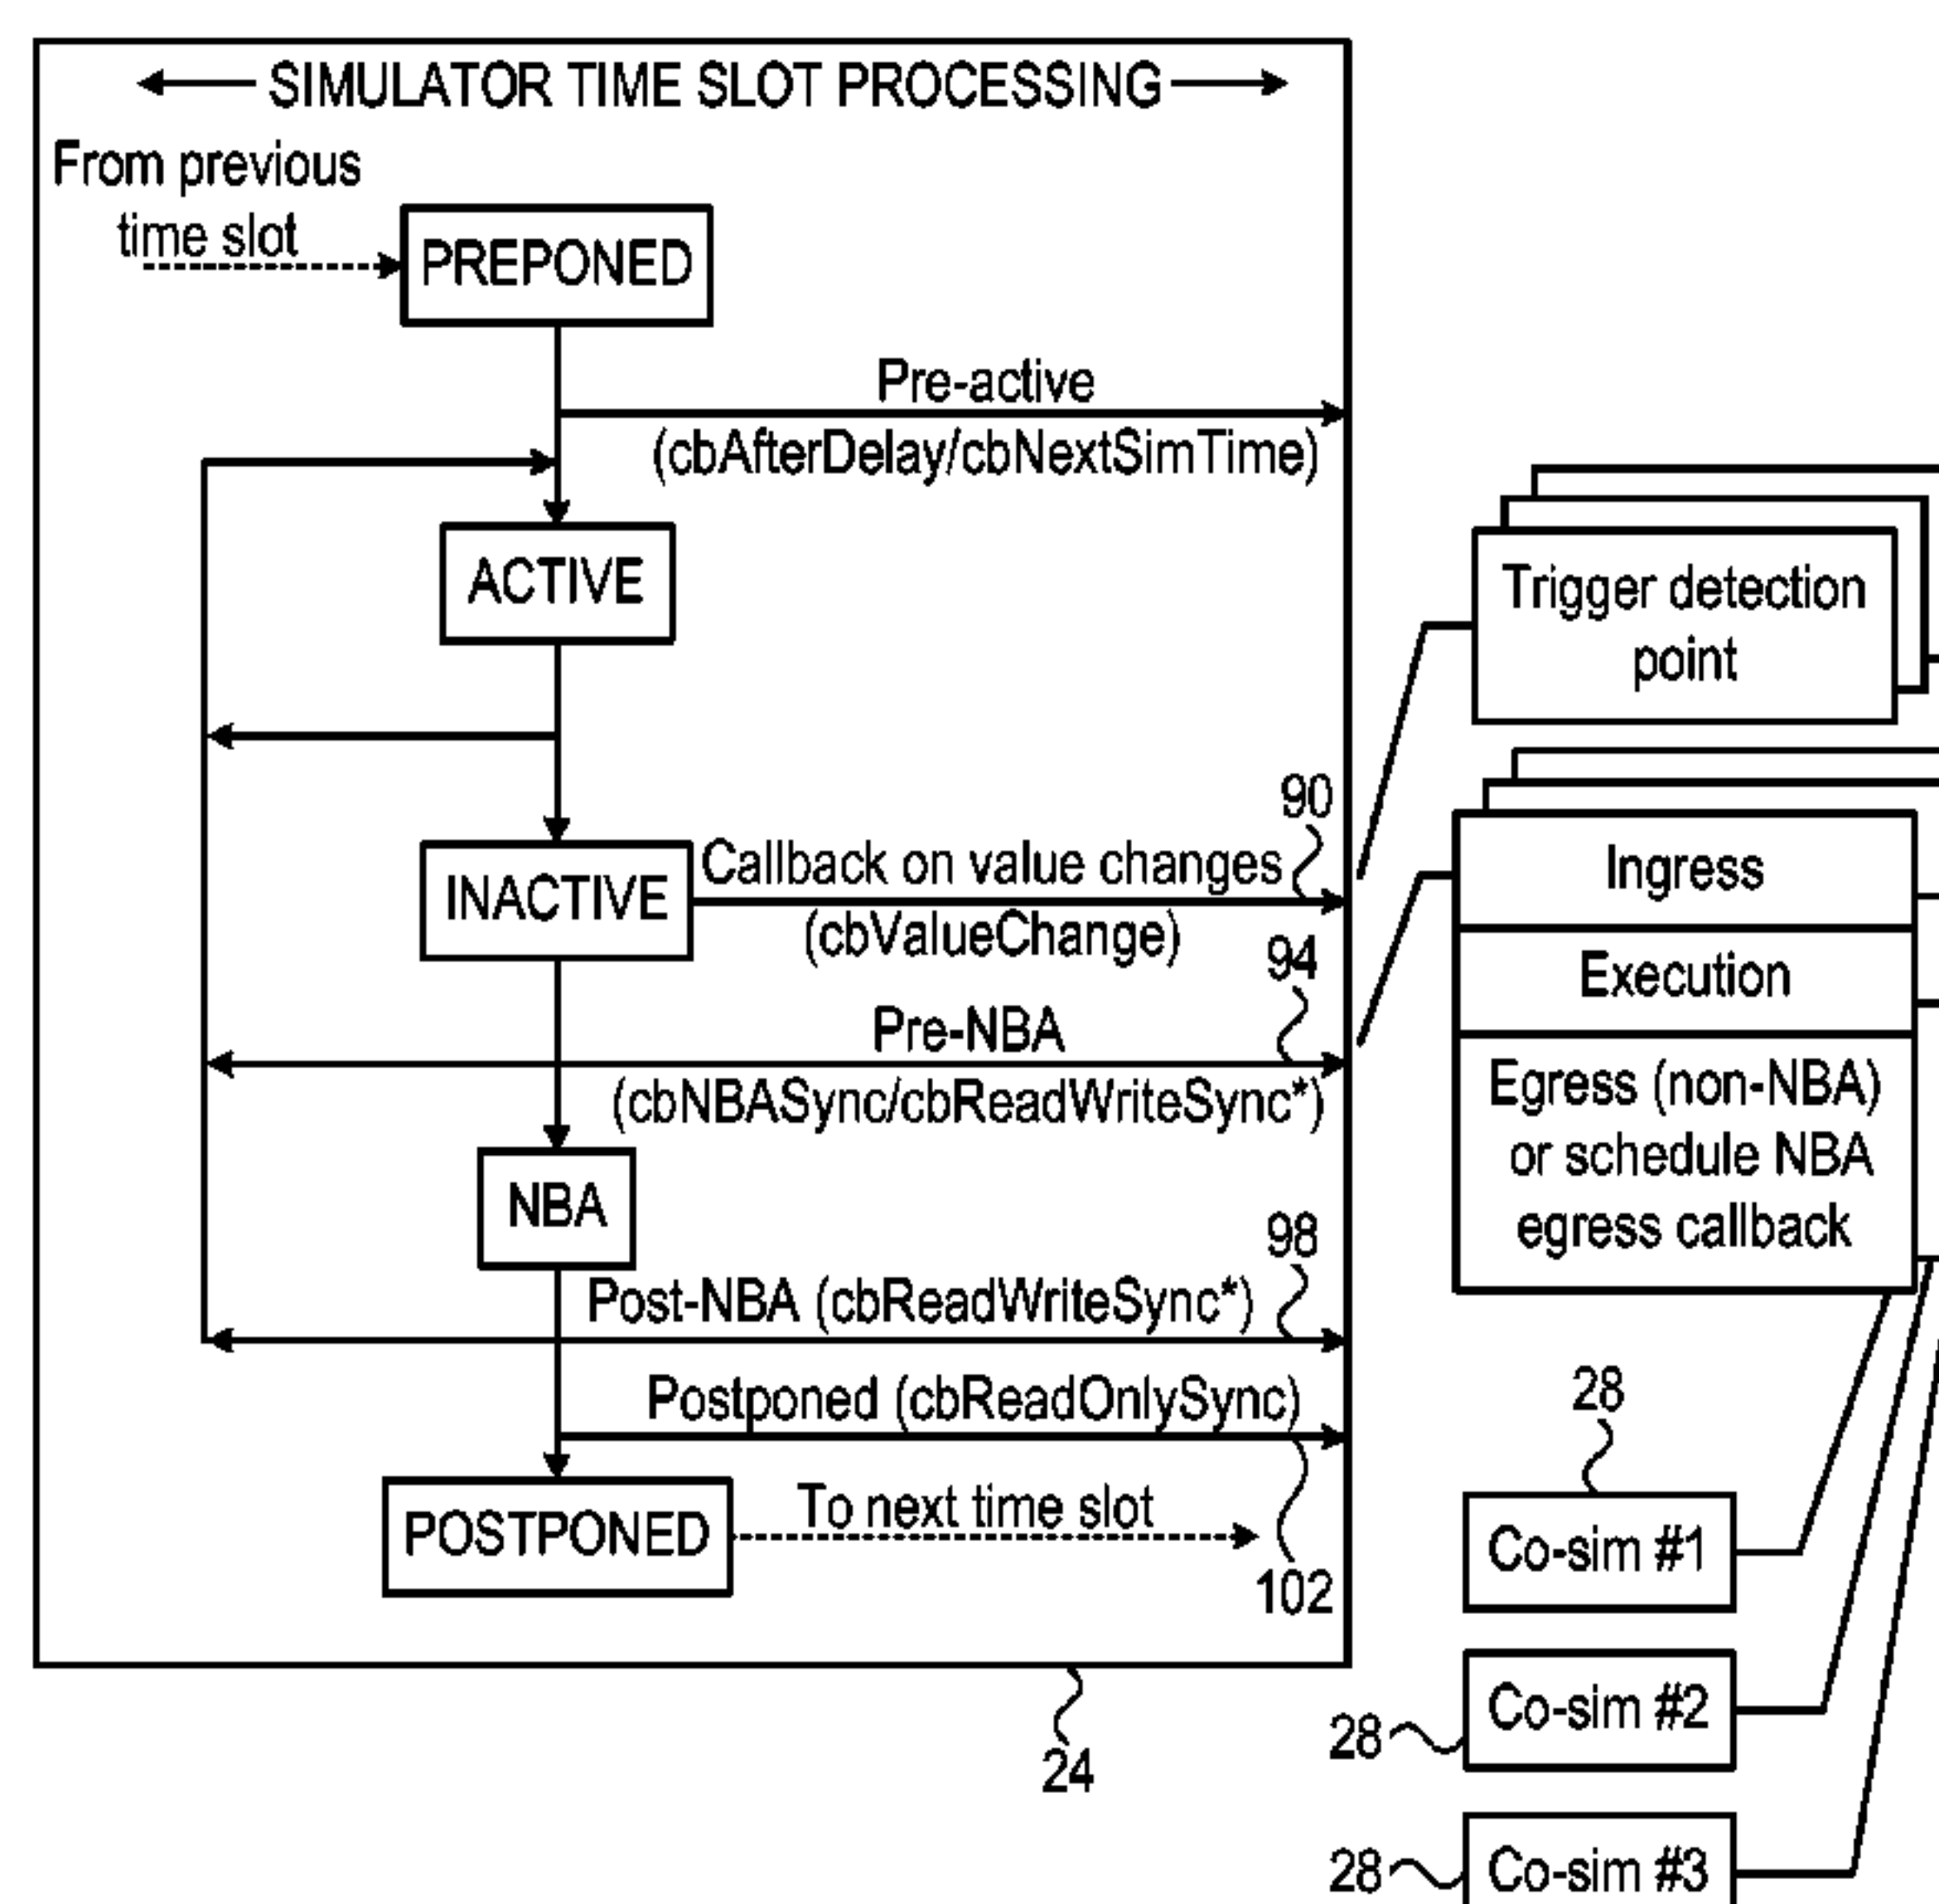 SIMULATOR TIME SLOT PROCESSING
From previous
time slot
PREPONED
Pre-active
(cbAfterDelay/cbNextSimTime)
ACTIVE
Trigger detection
point
90
INACTIVE
Callback on value changes
(cbValueChange)
94
Ingress
Execution
Egress (non-NBA)
or schedule NBA
egress callback
Pre-NBA
(cbNBASync/cbReadWriteSync*)
NBA
98
Post-NBA (cbReadWriteSync*)
Postponed (cbReadOnlySync)
POSTPONED
To next time slot
102
24
28
Co-sim #1
28
Co-sim #2
28
Co-sim #3